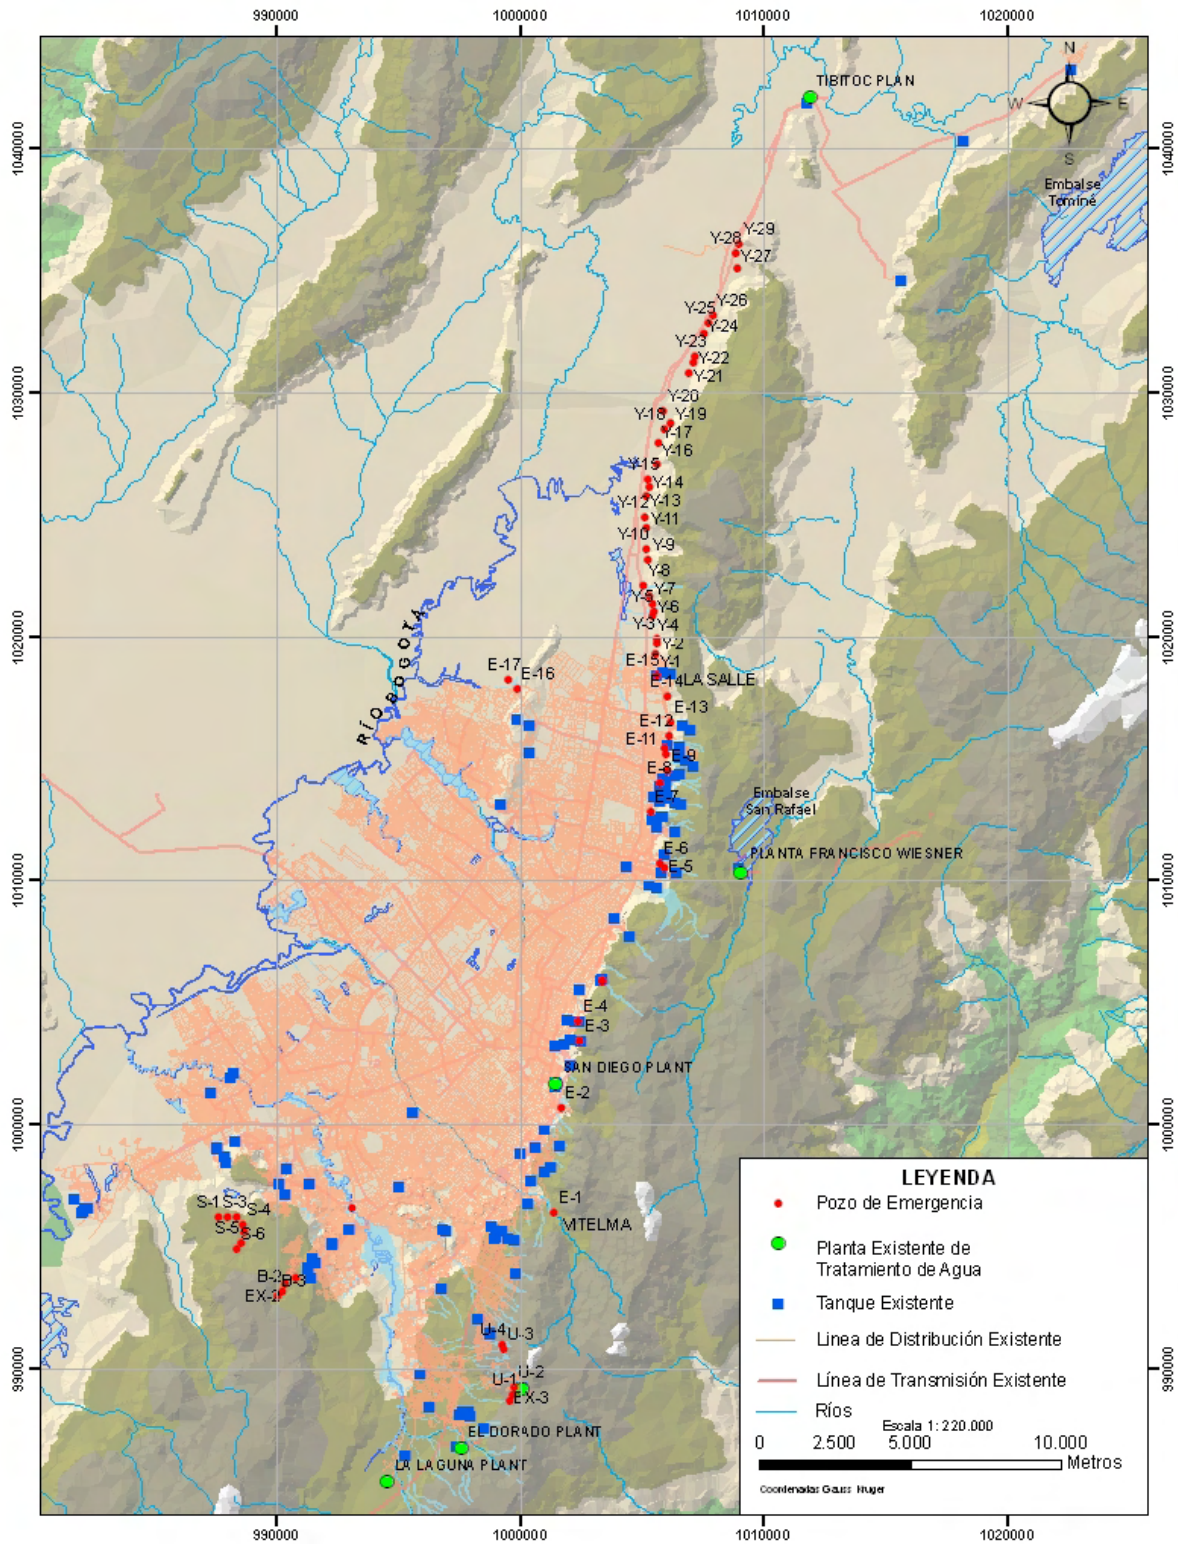 990000
1000000
1010000
1020000
N
W
E
S
TIBITOC PLAN
1040000
1040000
Embalse
Tominé
Y-29
Y-28
Y-27
Y-26
Y-25
Y-24
Y-23
Y-22
Y-21
1030000
1030000
Y-20
Y-18
Y-19
Y-17
Y-16
Y-15
Y-14
Y-12
Y-13
Y-11
Y-10
Y-9
Y-8
Y-7
Y-5
Y-6
Y-3
Y-4
1020000
1020000
Y-2
E-15
Y-1
RÍO BOGOTÁ
E-17
E-16
E-14
LA SALLE
E-13
E-12
E-11
E-9
E-8
E-7
Embalse
San Rafael
E-6
PLANTA FRANCISCO WIESNER
E-5
1010000
1010000
E-4
E-3
SAN DIEGO PLANT
E-2
1000000
1000000
E-1
VITELMA
S-1
S-3
S-4
S-5
S-6
B-2
B-3
EX-2
U-4
U-3
U-2
U-1
EX-3
990000
990000
EL DORADO PLANT
LA LAGUNA PLANT
LEYENDA
Pozo de Emergencia
Planta Existente de
Tratamiento de Agua
Tanque Existente
Linea de Distribución Existente
Línea de Transmisión Existente
Ríos
Escala 1:220.000
0
2.500
5.000
10.000
Metros
Coordenadas Gauss Kruger
990000
1000000
1010000
1020000